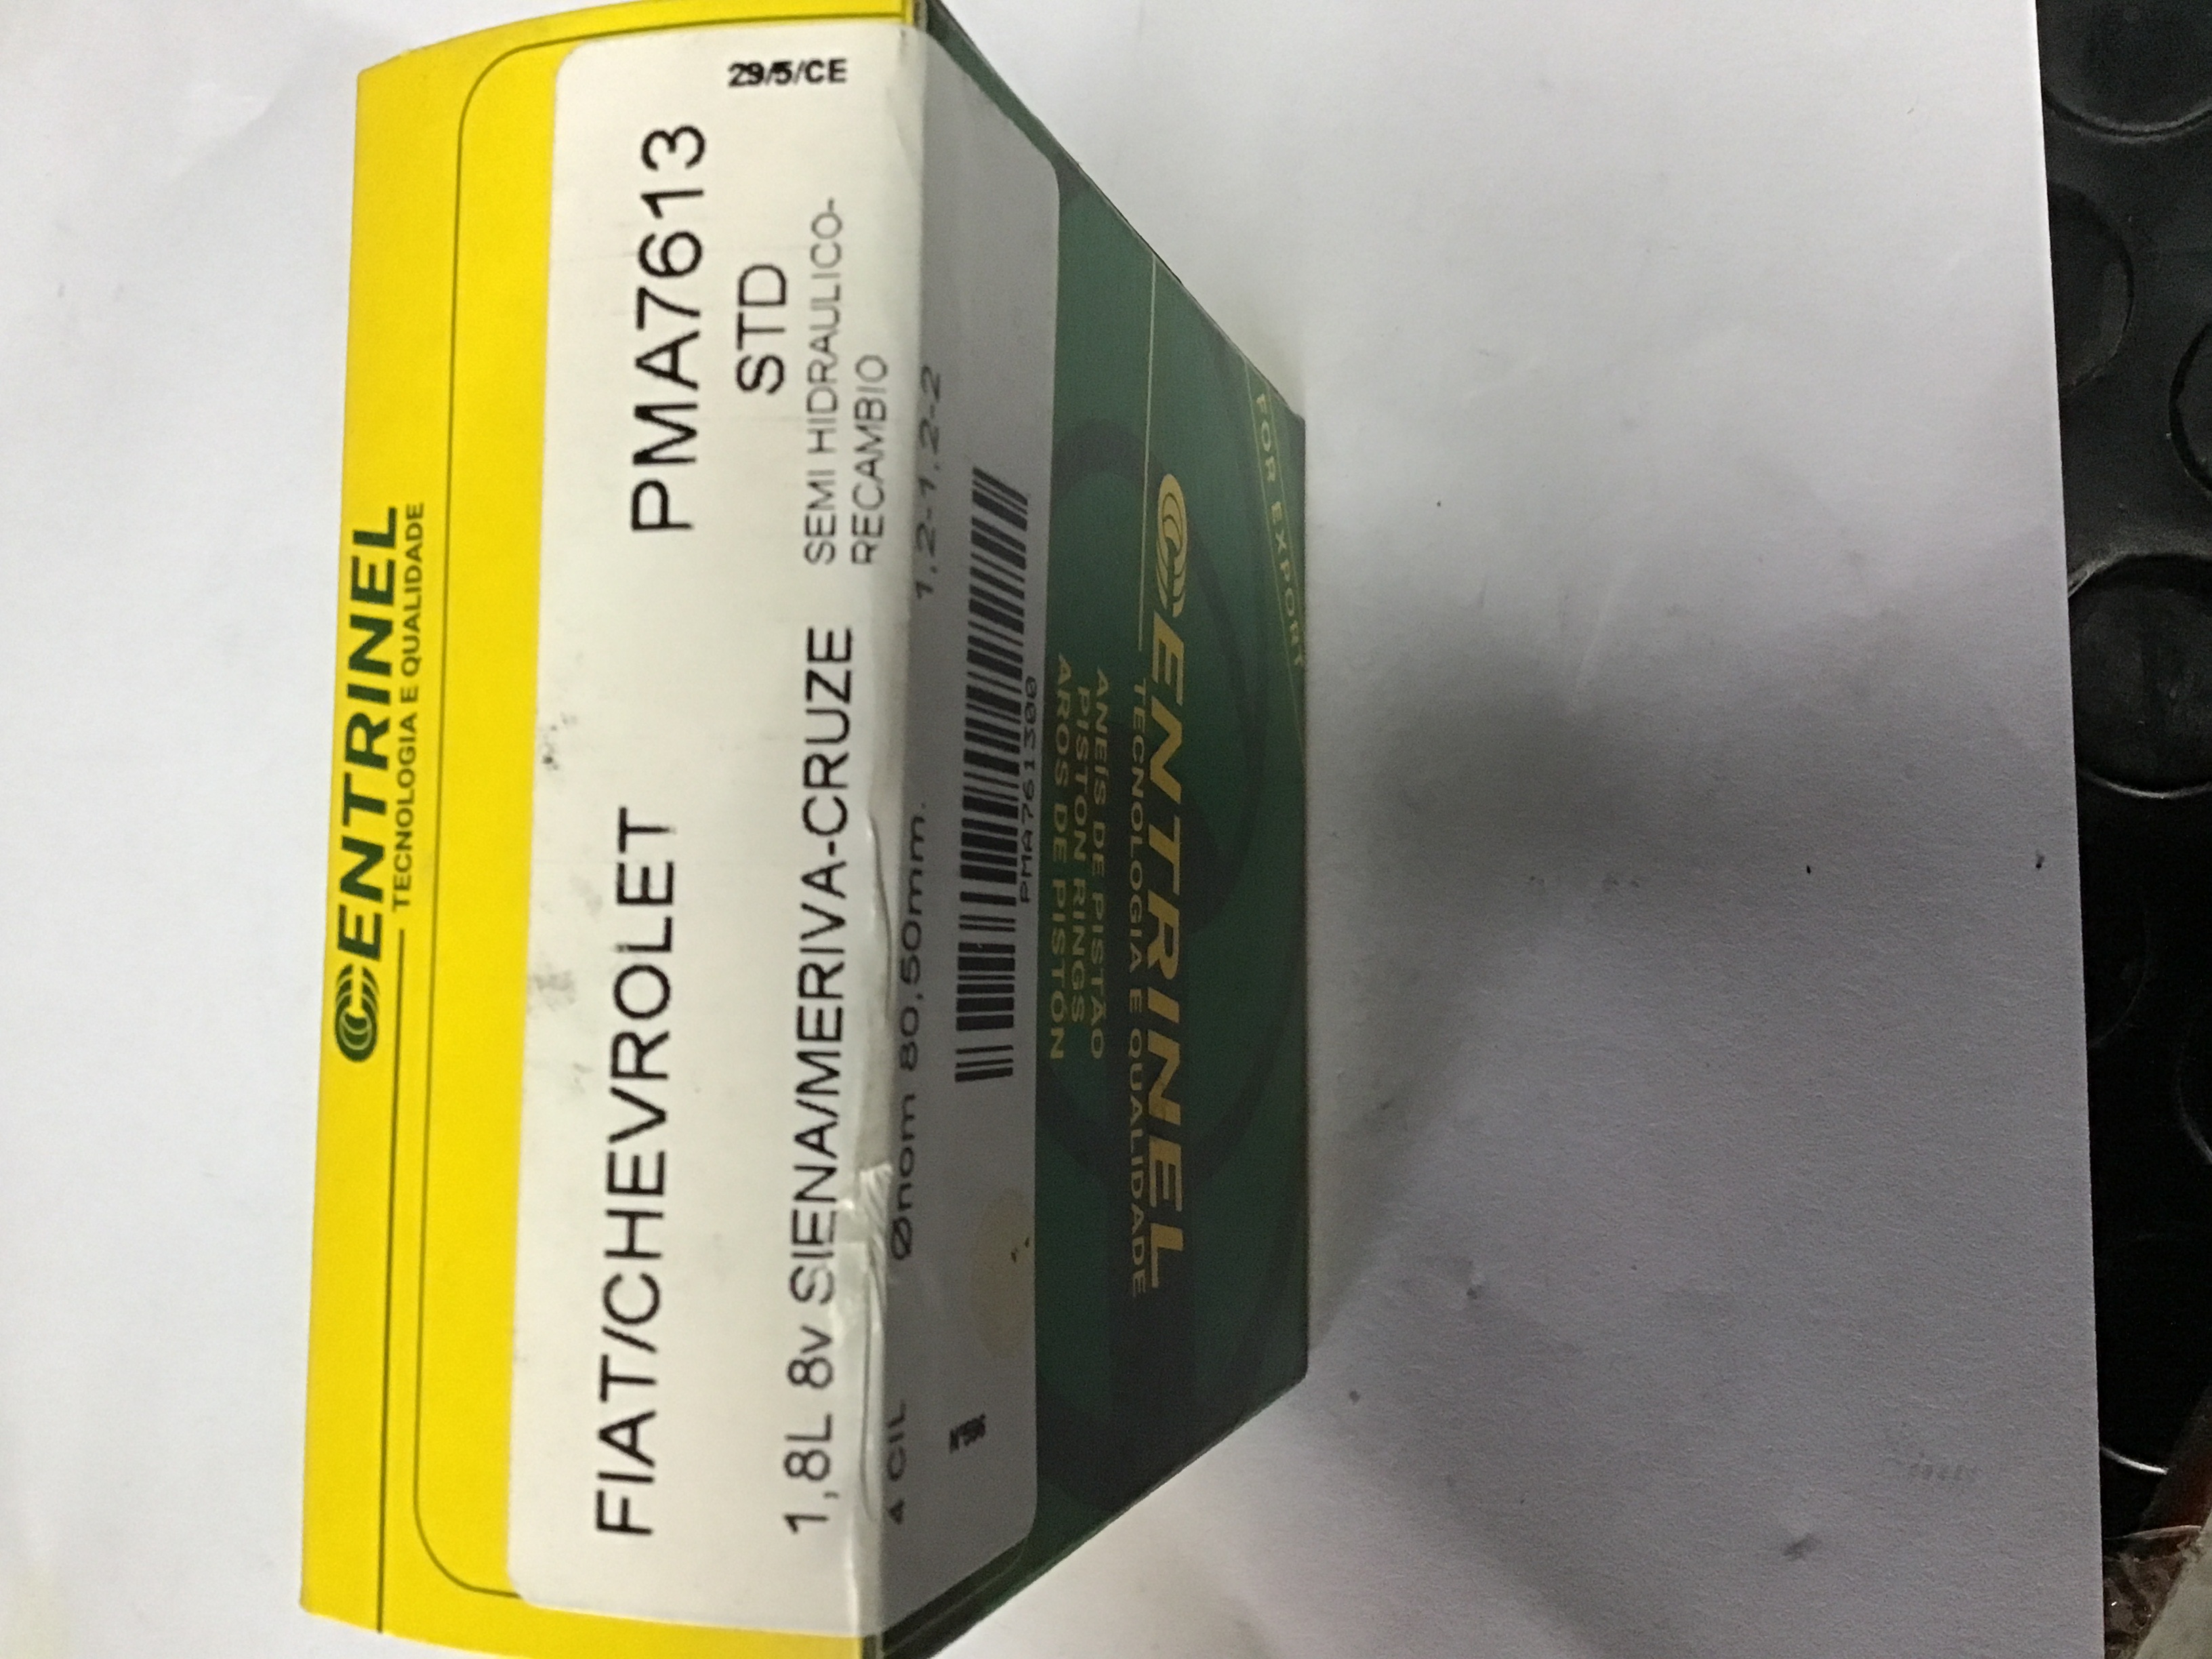 CENTRINEL
TECNOLOGIA E QUALIDADE
29/5/CE
FIAT/CHEVROLET PMA7613
STD
1,8L 8v SIENA/MERIVA-CRUZE SEMI HIDRAULICO-
RECAMBIO
4 CIL Ønom 80,50mm. 1,2-1,2-2
PMA761300
AROS DE PISTÓN
PISTON RINGS
ANÉIS DE PISTÃO
TECNOLOGIA E QUALIDADE
CENTRINEL
FOR EXPORT